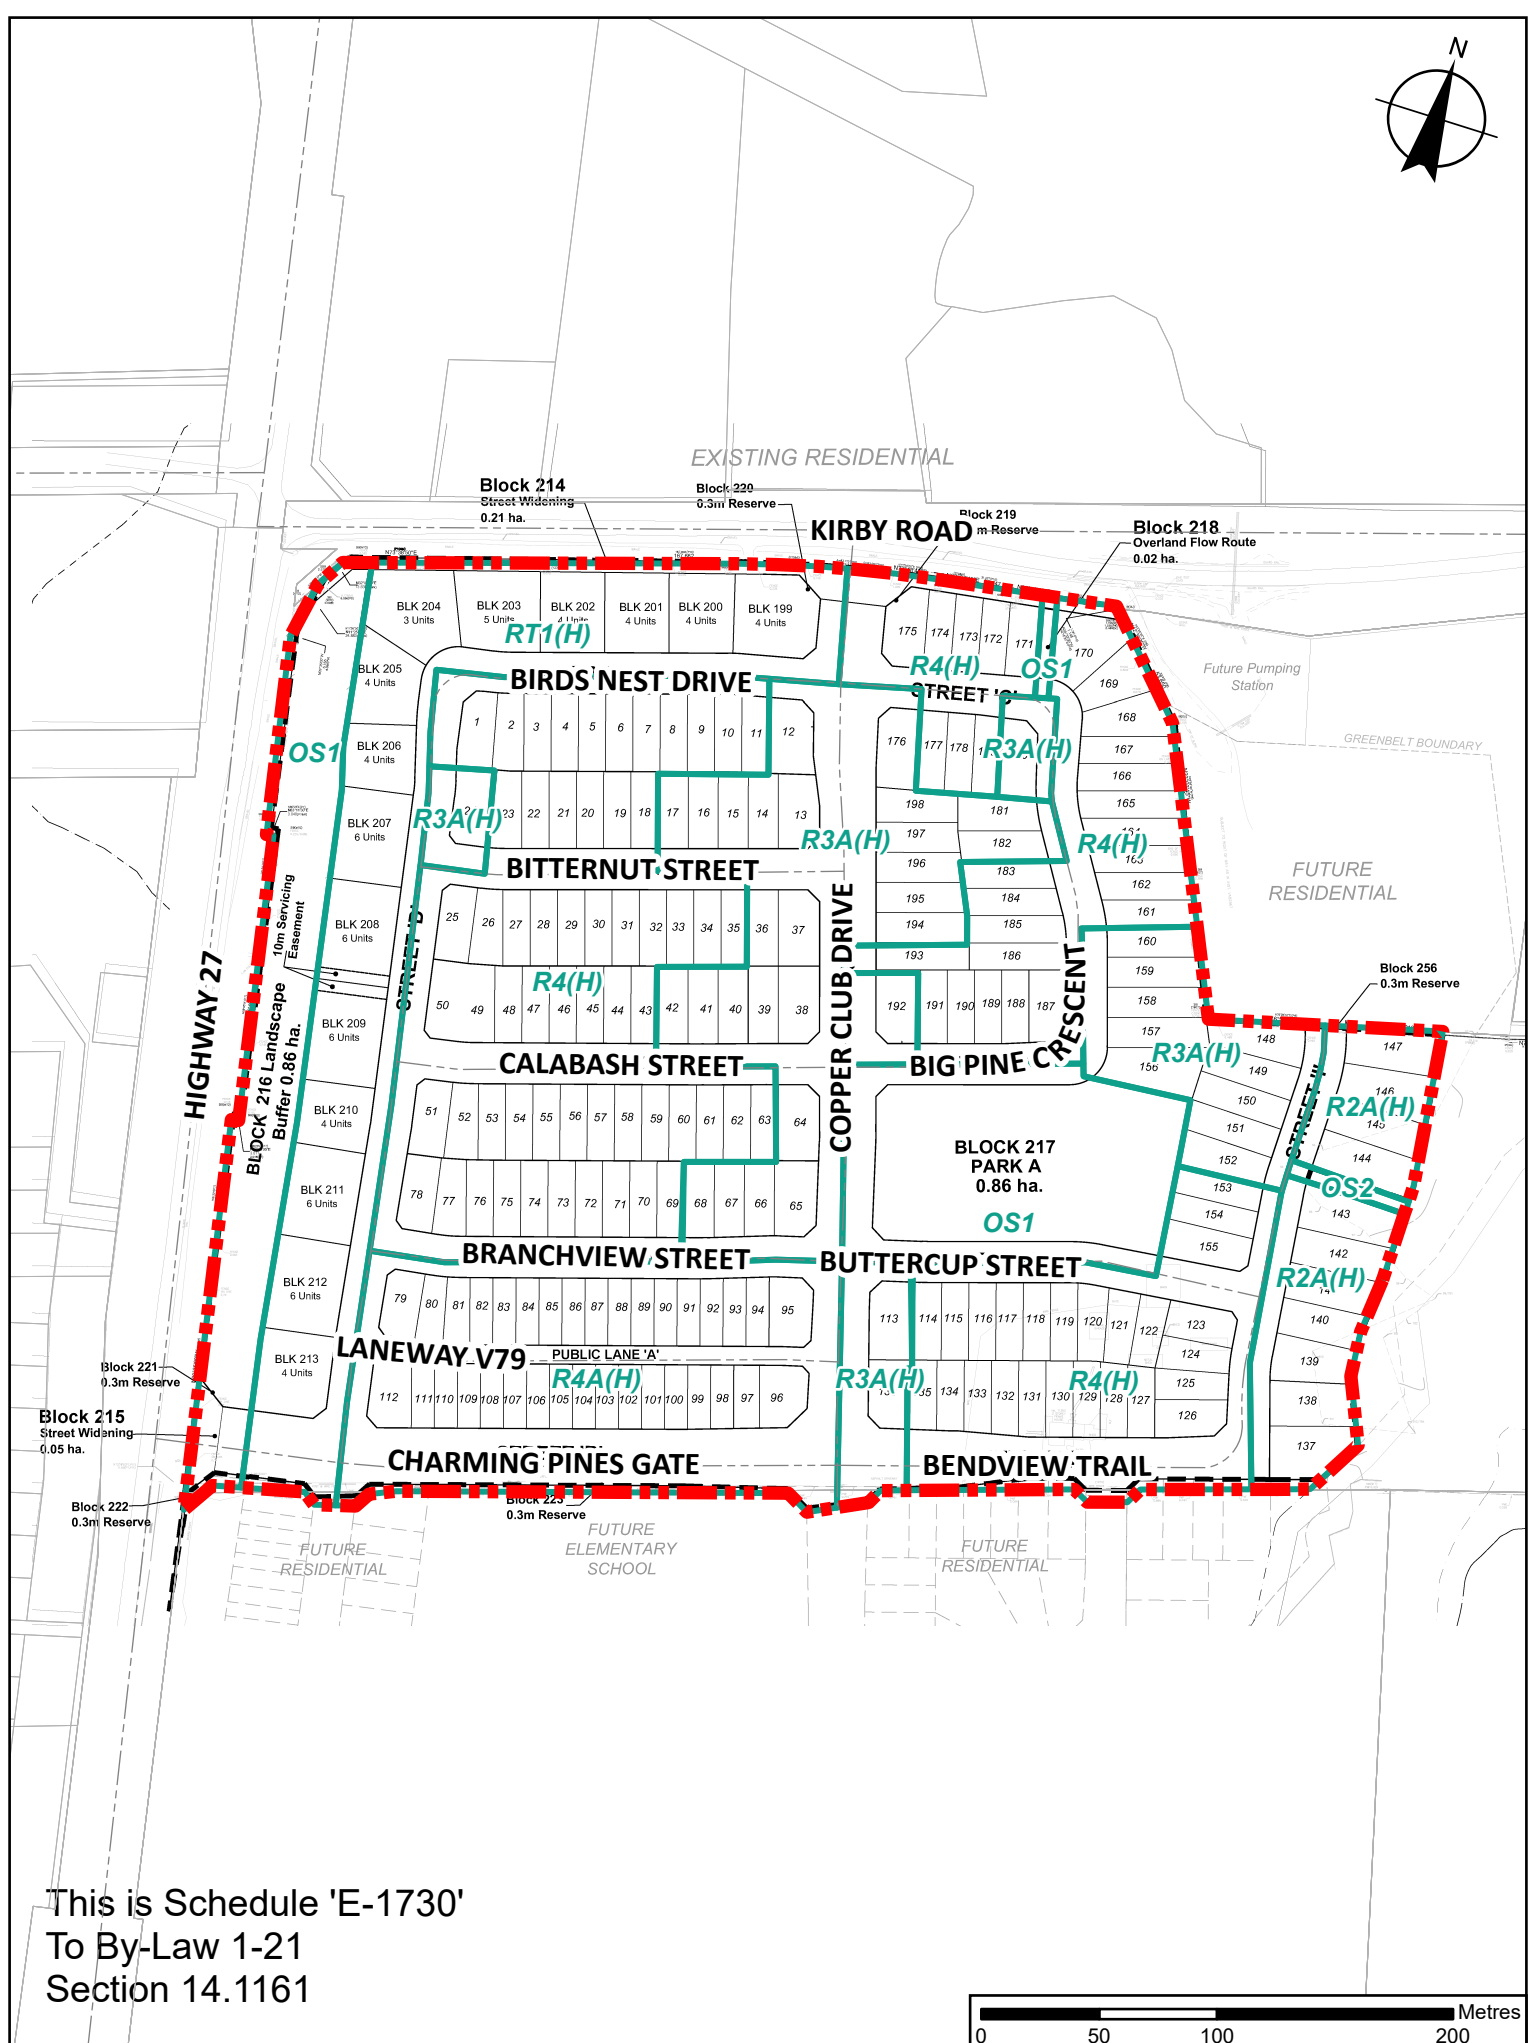 N
EXISTING RESIDENTIAL
Block 214
Street Widening
0.21 ha.
Block 220
0.3m Reserve
Block 219
m Reserve
KIRBY ROAD
Block 218
Overland Flow Route
0.02 ha.
BLK 204
3 Units
BLK 203
5 Units
BLK 202
4 Units
BLK 201
4 Units
BLK 200
4 Units
BLK 199
4 Units
RT1(H)
175
174
173
172
171
170
169
R4(H)
OS1
Future Pumping
Station
BLK 205
4 Units
BIRDS NEST DRIVE
STREET 'C'
168
167
166
165
GREENBELT BOUNDARY
OS1
BLK 206
4 Units
1
2
3
4
5
6
7
8
9
10
11
12
176
177
178
R3A(H)
R3A(H)
23
22
21
20
19
18
17
16
15
14
13
R3A(H)
198
197
196
181
182
R4(H)
164
163
162
161
FUTURE
RESIDENTIAL
BLK 207
6 Units
BITTERNUT STREET
183
184
185
186
195
194
193
160
159
158
157
156
BLK 208
6 Units
10m Servicing
Easement
STREET 'B'
25
26
27
28
29
30
31
32
33
34
35
36
37
R4(H)
50
49
48
47
46
45
44
43
42
41
40
39
38
COPPER CLUB DRIVE
192
191
190
189
188
187
BIG PINE CRESCENT
Block 256
0.3m Reserve
HIGHWAY 27
BLOCK 216 Landscape
Buffer 0.86 ha.
BLK 209
6 Units
R3A(H)
148
149
150
151
152
147
146
145
144
R2A(H)
STREET 'I'
CALABASH STREET
BLK 210
4 Units
51
52
53
54
55
56
57
58
59
60
61
62
63
64
BLOCK 217
PARK A
0.86 ha.
OS1
BLK 211
6 Units
78
77
76
75
74
73
72
71
70
69
68
67
66
65
153
154
155
OS2
143
142
BRANCHVIEW STREET
BUTTERCUP STREET
R2A(H)
140
139
138
137
BLK 212
6 Units
79
80
81
82
83
84
85
86
87
88
89
90
91
92
93
94
95
113
114
115
116
117
118
119
120
121
122
123
124
125
126
LANEWAY V79
PUBLIC LANE 'A'
BLK 213
4 Units
R4A(H)
R3A(H)
R4(H)
112
111
110
109
108
107
106
105
104
103
102
101
100
99
98
97
96
134
133
132
131
130
129
128
127
Block 221
0.3m Reserve
Block 215
Street Widening
0.05 ha.
CHARMING PINES GATE
BENDVIEW TRAIL
Block 222
0.3m Reserve
Block 223
0.3m Reserve
FUTURE
RESIDENTIAL
FUTURE
ELEMENTARY
SCHOOL
FUTURE
RESIDENTIAL
This is Schedule 'E-1730'
To By-Law 1-21
Section 14.1161
Metres
0
50
100
200